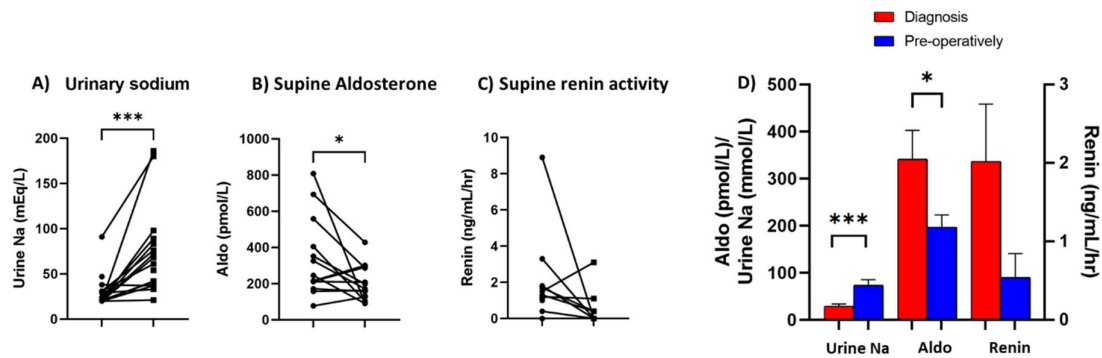 Diagnosis
Pre-operatively
A) Urinary sodium
B) Supine Aldosterone
C) Supine renin activity
D)
***
*
Urine Na (mEq/L)
200
150
100
50
0
Aldo (pmol/L)
1000
800
600
400
200
0
Renin (ng/mL/hr)
10
8
6
4
2
0
Aldo (pmol/L)/
Urine Na (mmol/L)
500
400
300
200
100
0
***
*
3
2
1
0
Renin (ng/mL/hr)
Urine Na
Aldo
Renin